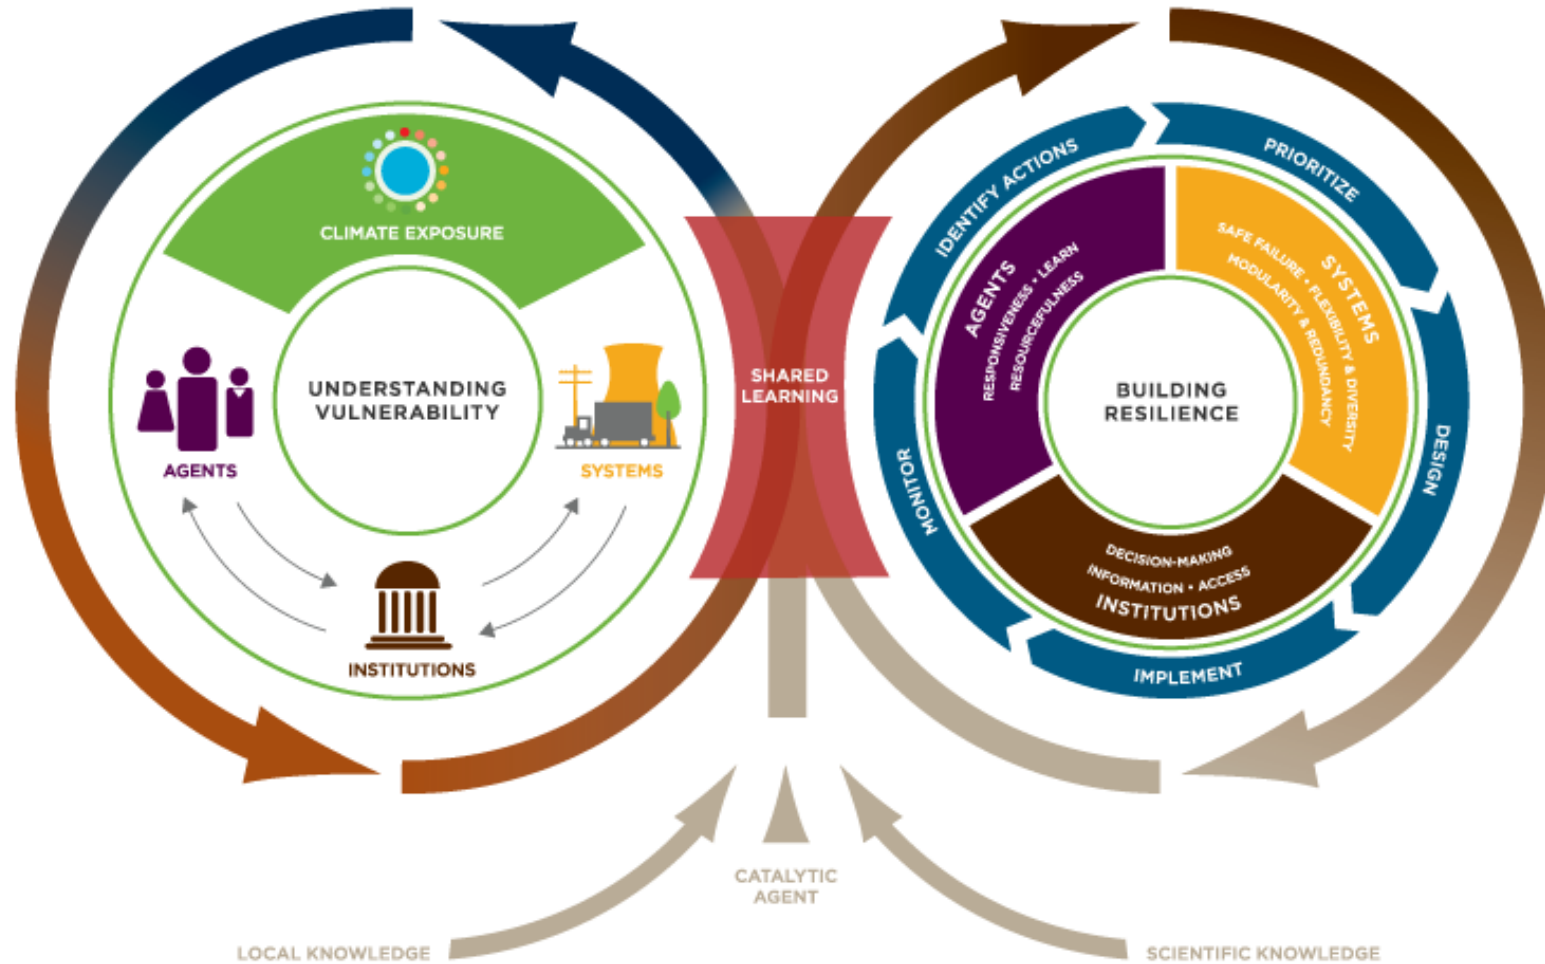 CLIMATE EXPOSURE
UNDERSTANDING
VULNERABILITY
AGENTS
SYSTEMS
INSTITUTIONS
SHARED
LEARNING
IDENTIFY ACTIONS
PRIORITIZE
DESIGN
IMPLEMENT
MONITOR
AGENTS
RESPONSIVENESS • LEARN
RESOURCEFULNESS
SYSTEMS
SAFE FAILURE • FLEXIBILITY & DIVERSITY
MODULARITY & REDUNDANCY
BUILDING
RESILIENCE
DECISION-MAKING
INFORMATION • ACCESS
INSTITUTIONS
CATALYTIC
AGENT
LOCAL KNOWLEDGE
SCIENTIFIC KNOWLEDGE